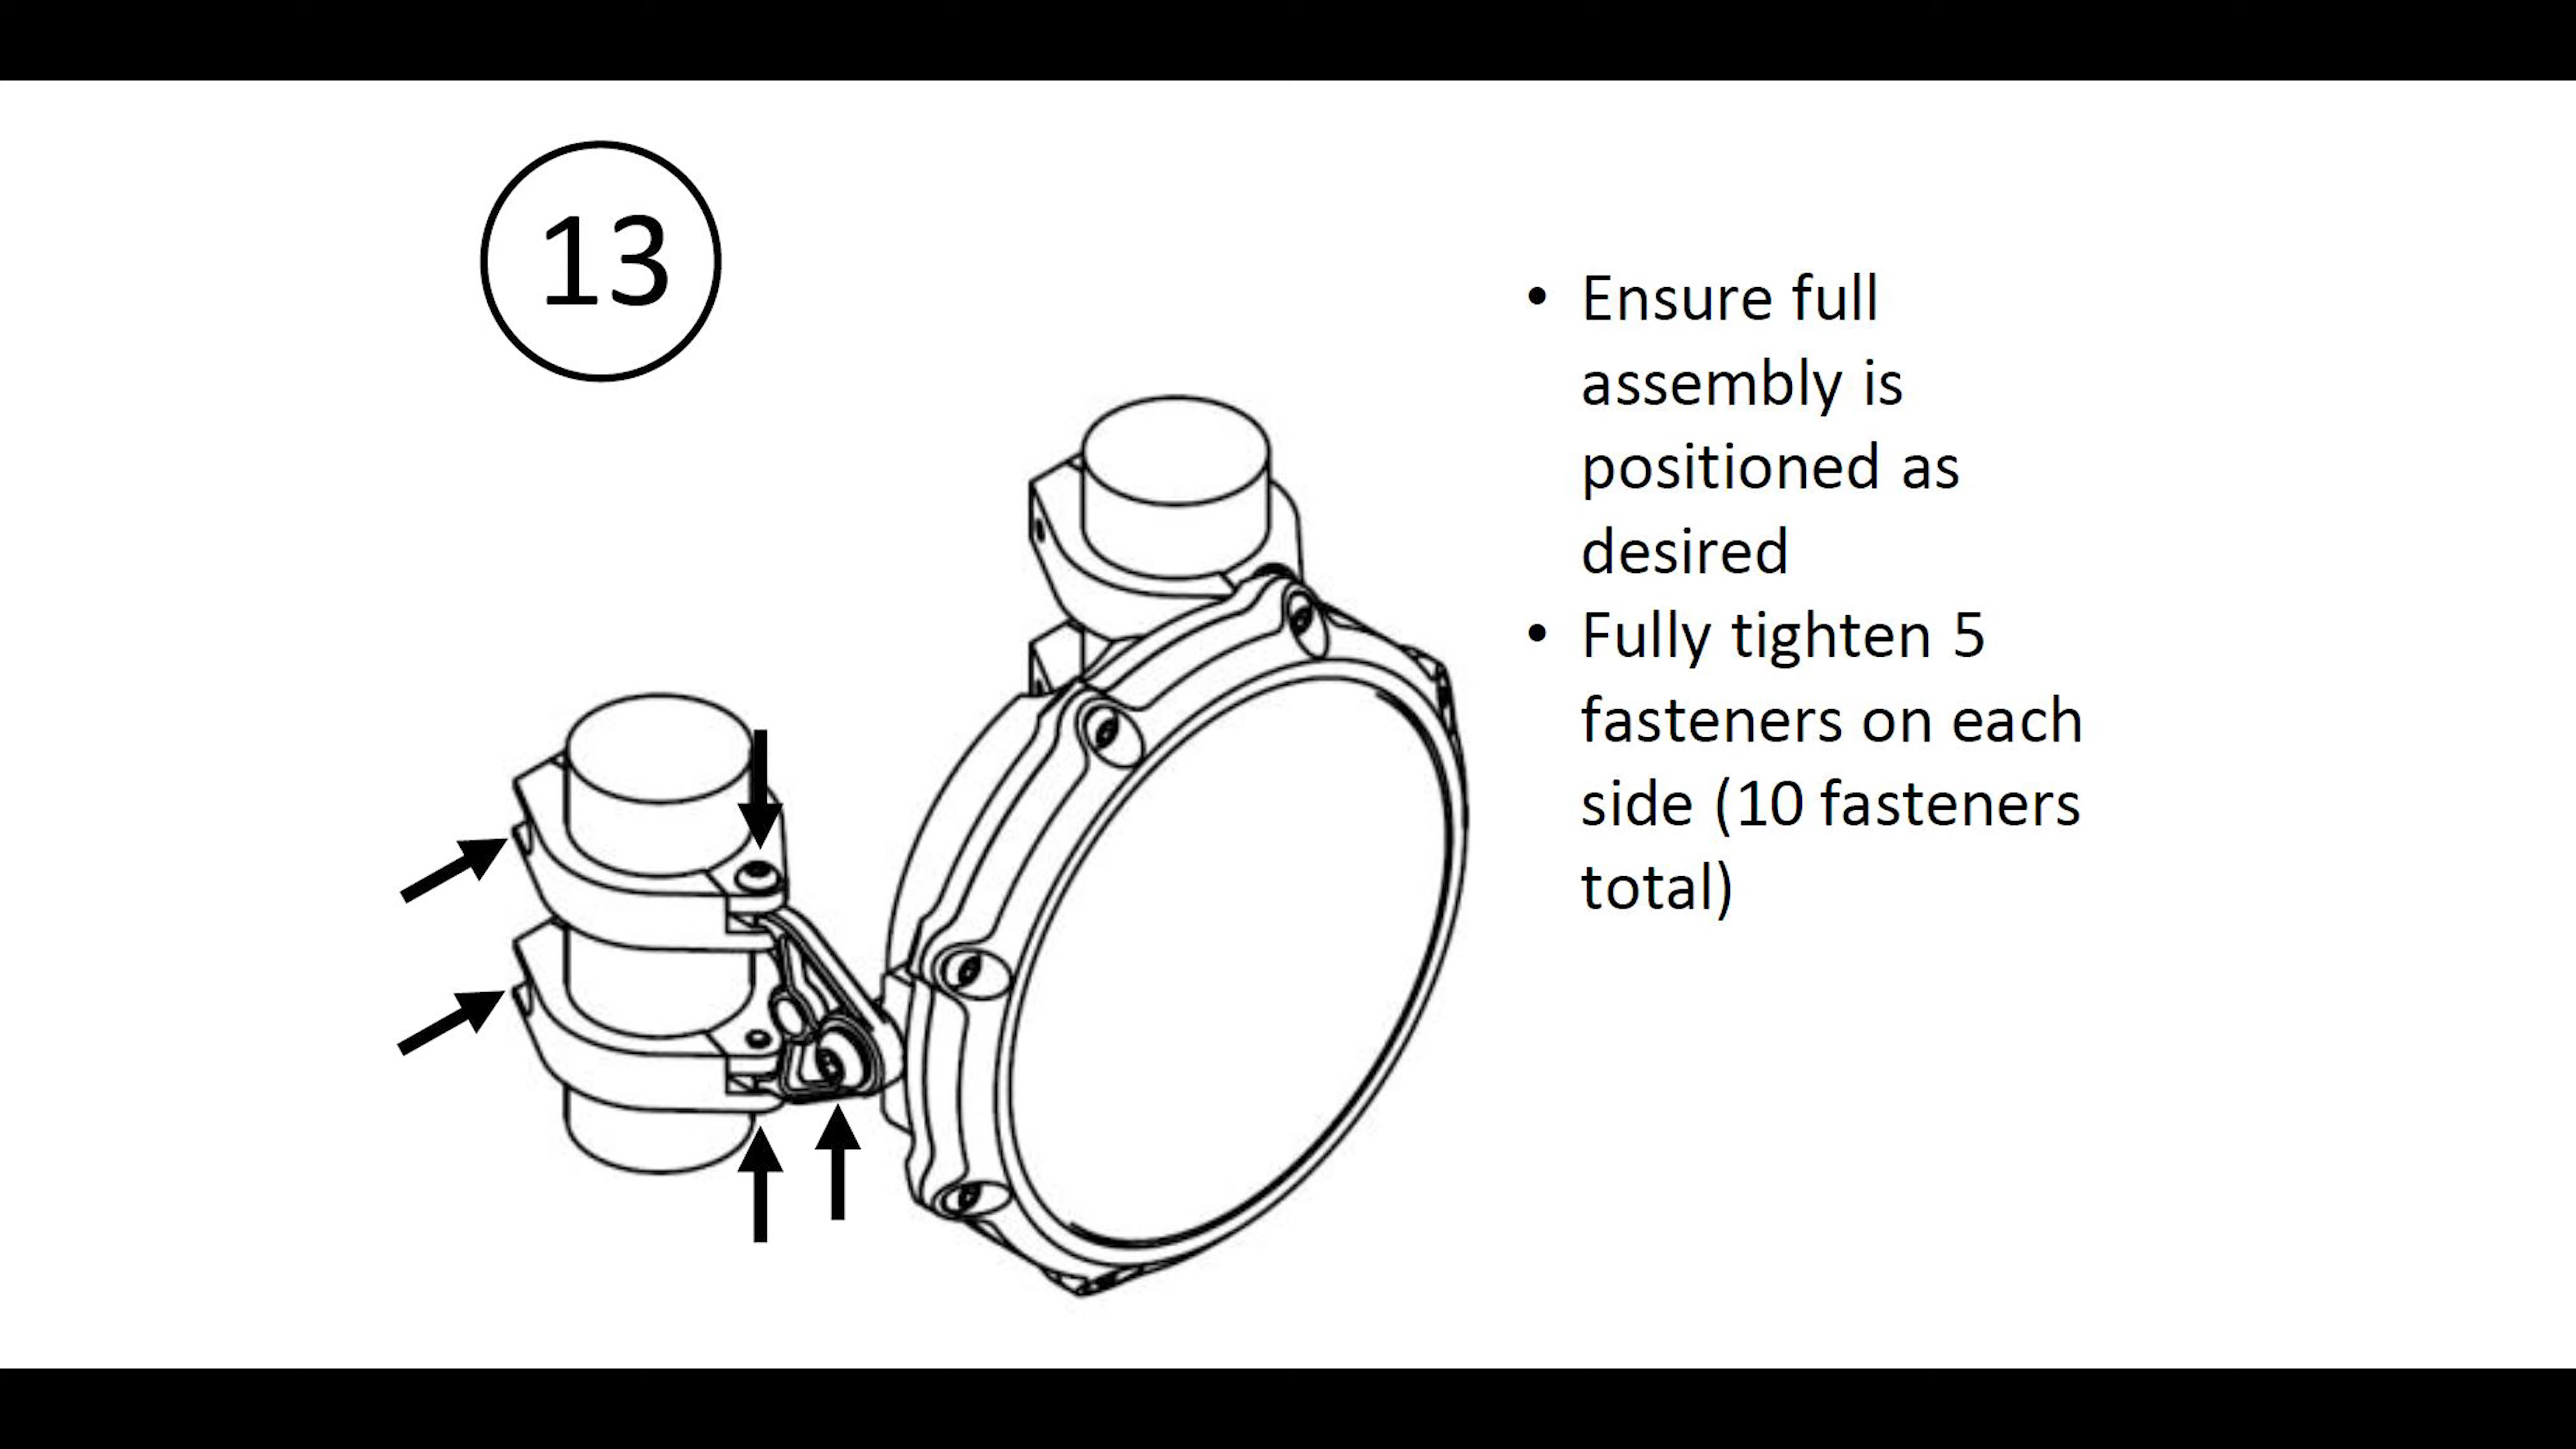 13
• Ensure full
assembly is
positioned as
desired
• Fully tighten 5
fasteners on each
side (10 fasteners
total)